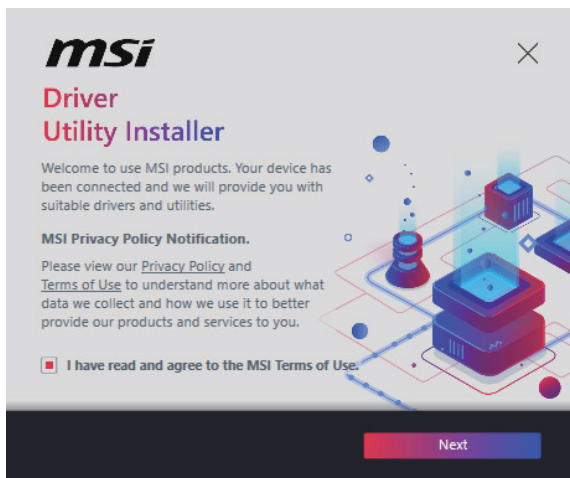 msi
Driver
Utility Installer
Welcome to use MSI products. Your device has
been connected and we will provide you with
suitable drivers and utilities.
MSI Privacy Policy Notification.
Please view our Privacy Policy and
Terms of Use to understand more about what
data we collect and how we use it to better
provide our products and services to you.
I have read and agree to the MSI Terms of Use.
Next